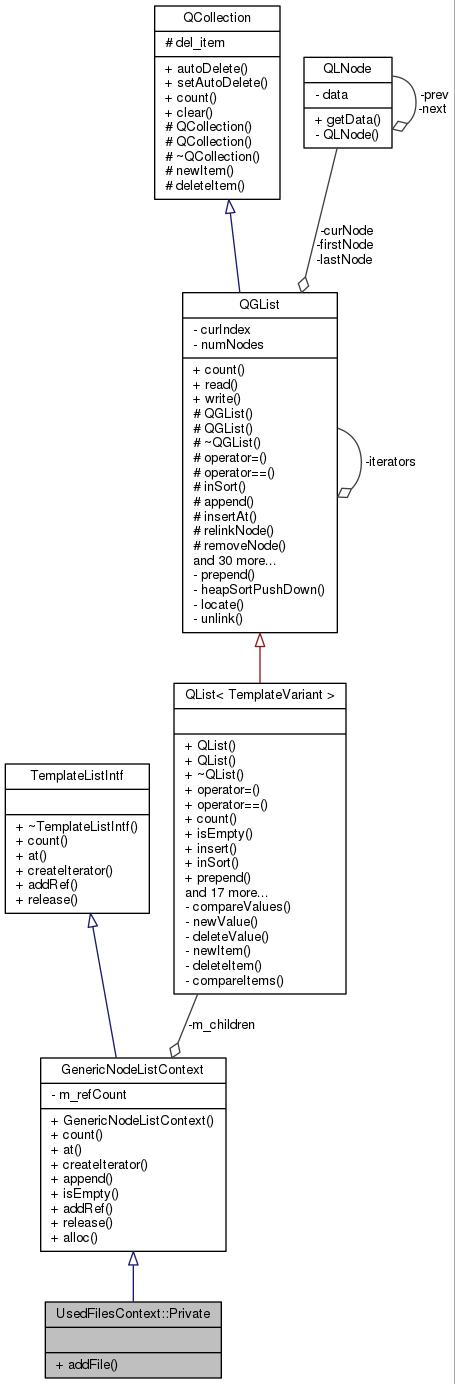 QCollection
# del_item
+ autoDelete()
+ setAutoDelete()
+ count()
+ clear()
# QCollection()
# QCollection()
# ~QCollection()
# newItem()
# deleteItem()
QLNode
- data
+ getData()
- QLNode()
-prev
-next
-curNode
-firstNode
-lastNode
QGList
- curIndex
- numNodes
+ count()
+ read()
+ write()
# QGList()
# QGList()
# ~QGList()
# operator=()
# operator==()
# inSort()
# append()
# insertAt()
# relinkNode()
# removeNode()
and 30 more...
- prepend()
- heapSortPushDown()
- locate()
- unlink()
-iterators
QList< TemplateVariant >
+ QList()
+ QList()
+ ~QList()
+ operator=()
+ operator==()
+ count()
+ isEmpty()
+ insert()
+ inSort()
+ prepend()
and 17 more...
- compareValues()
- newValue()
- deleteValue()
- newItem()
- deleteItem()
- compareItems()
TemplateListIntf
+ ~TemplateListIntf()
+ count()
+ at()
+ createIterator()
+ addRef()
+ release()
-m_children
GenericNodeListContext
- m_refCount
+ GenericNodeListContext()
+ count()
+ at()
+ createIterator()
+ append()
+ isEmpty()
+ addRef()
+ release()
+ alloc()
UsedFilesContext::Private
+ addFile()